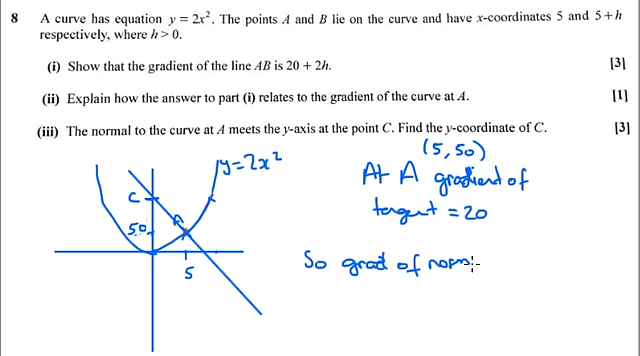 8 A curve has equation y = 2x². The points A and B lie on the curve and have x-coordinates 5 and 5 + h
respectively, where h > 0.
(i) Show that the gradient of the line AB is 20 + 2h. [3]
(ii) Explain how the answer to part (i) relates to the gradient of the curve at A. [1]
(iii) The normal to the curve at A meets the y-axis at the point C. Find the y-coordinate of C. [3]
y=2x²
C
A
50
5
(5, 50)
At A gradient of
tangent = 20
So grad of norm